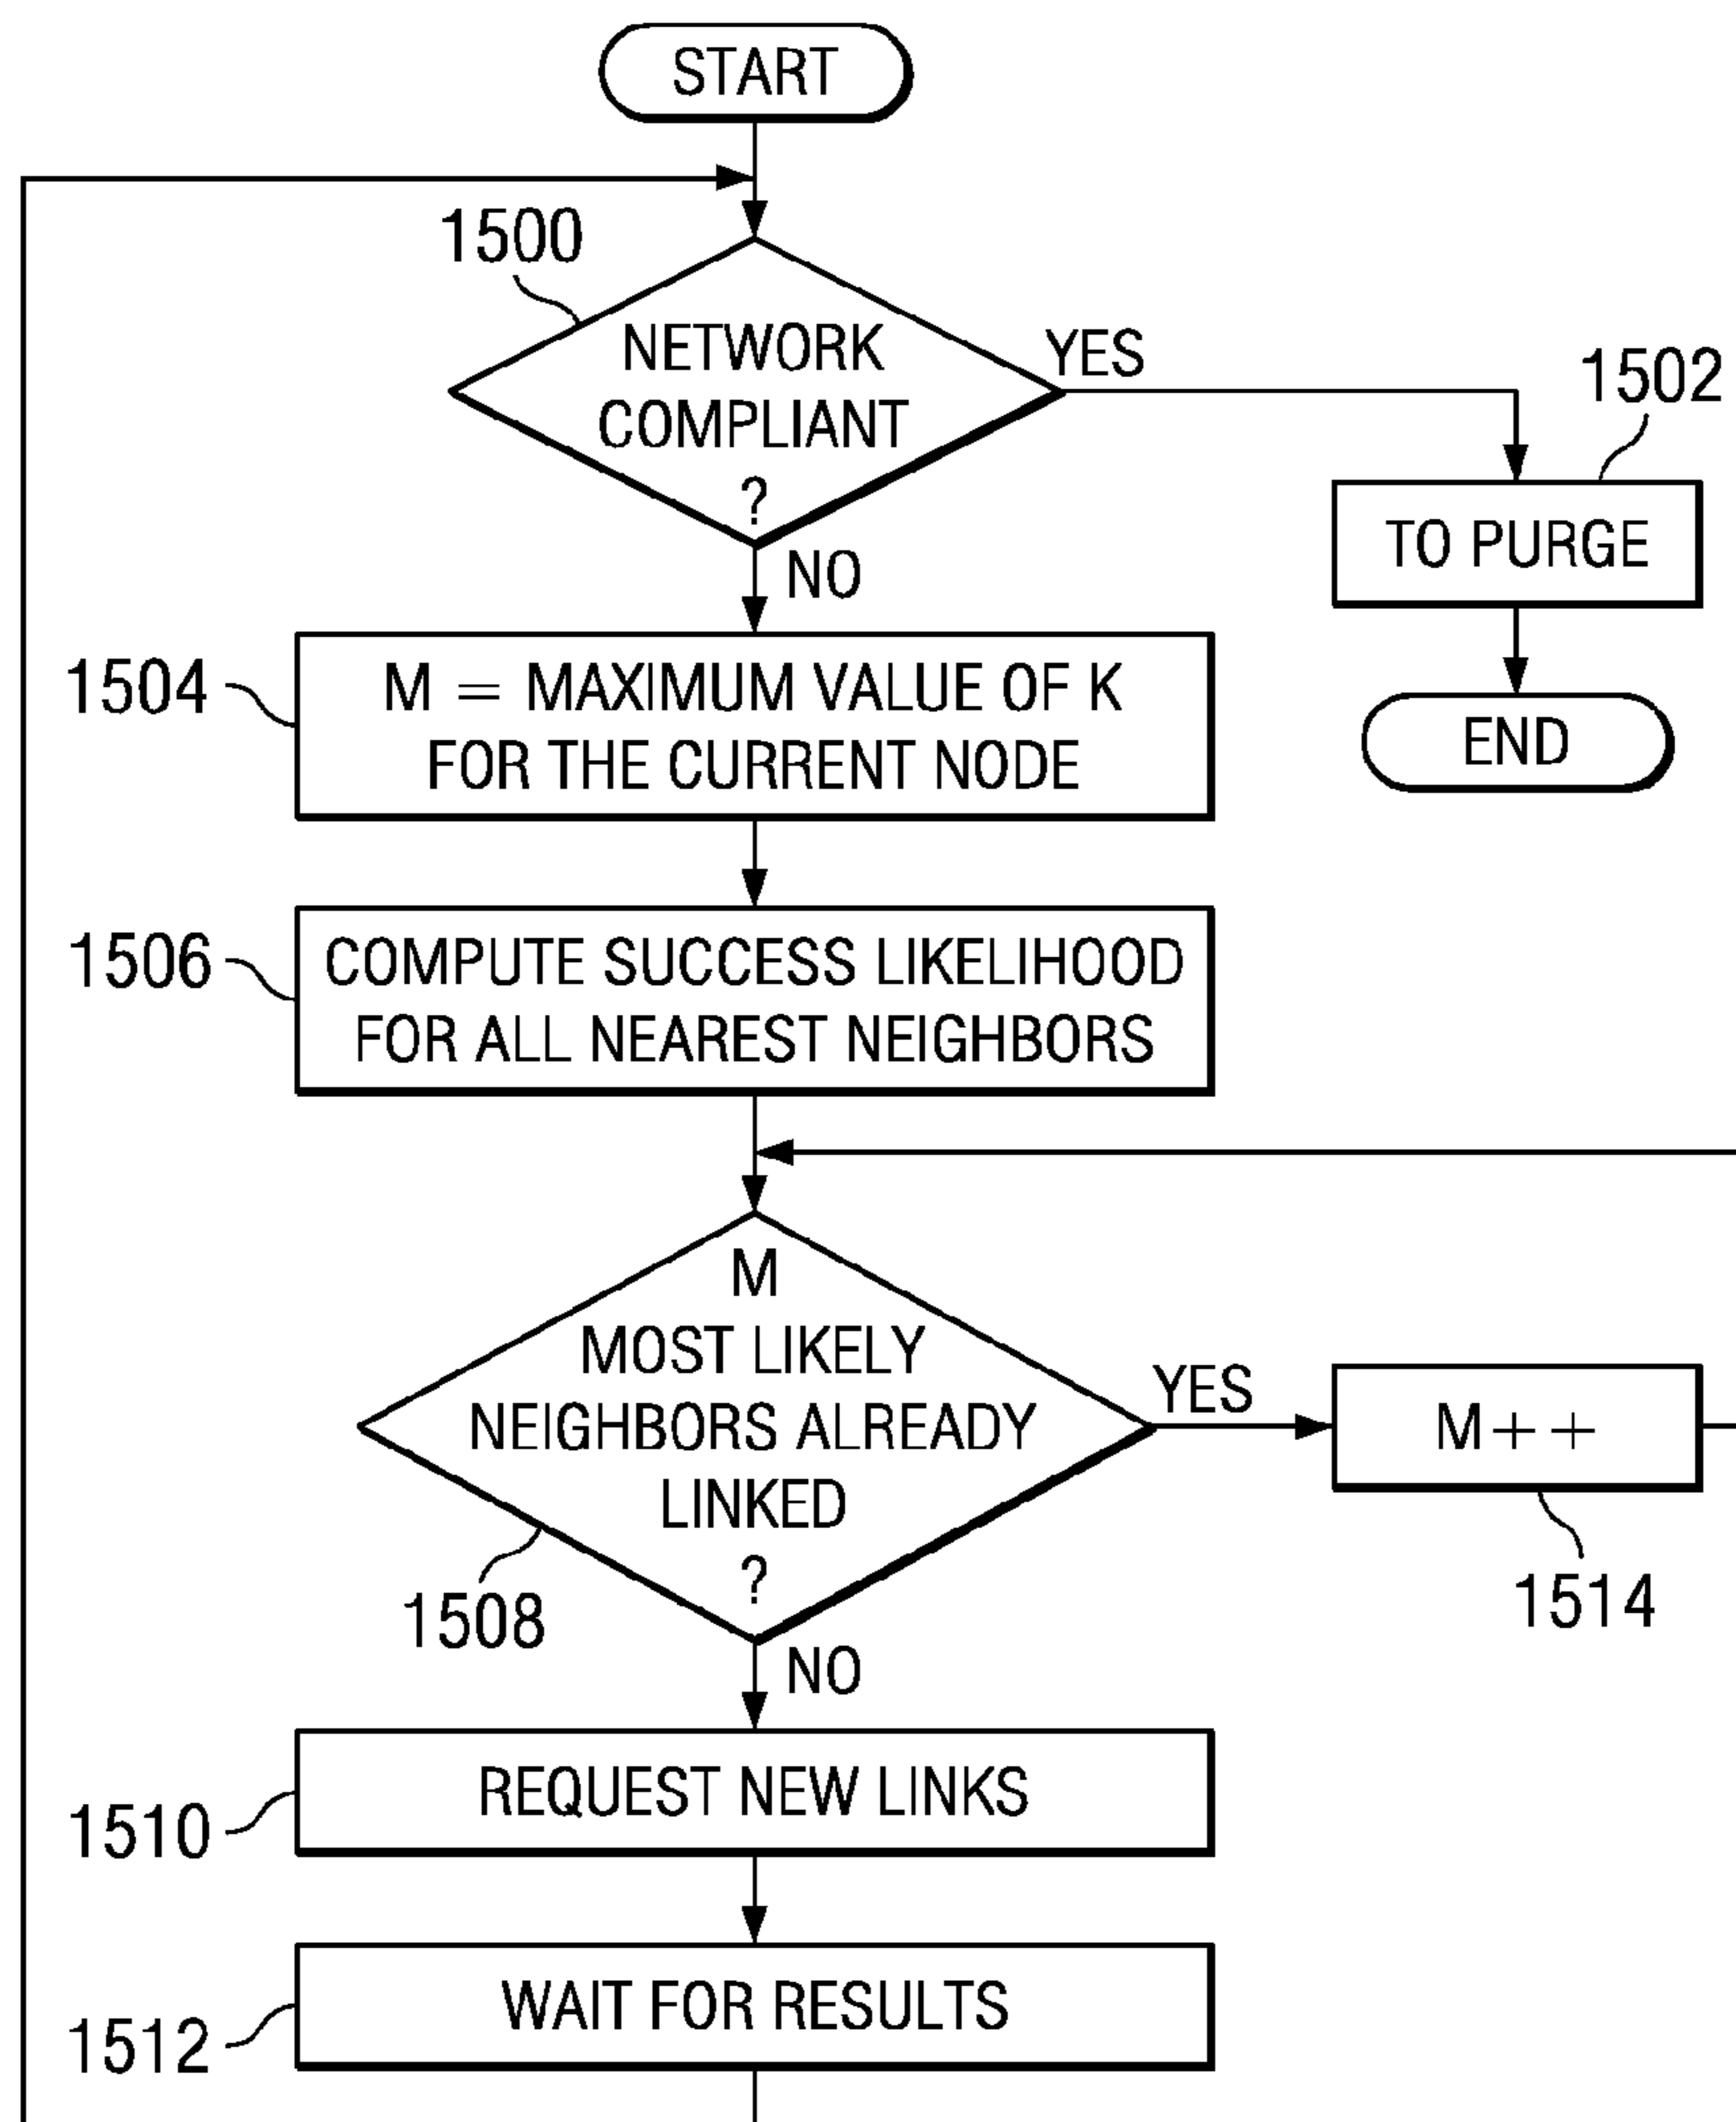 START
1500
NETWORK
COMPLIANT
?
YES
1502
TO PURGE
END
NO
1504
M = MAXIMUM VALUE OF K
FOR THE CURRENT NODE
1506
COMPUTE SUCCESS LIKELIHOOD
FOR ALL NEAREST NEIGHBORS
M
MOST LIKELY
NEIGHBORS ALREADY
LINKED
?
1508
YES
M++
1514
NO
REQUEST NEW LINKS
1510
WAIT FOR RESULTS
1512